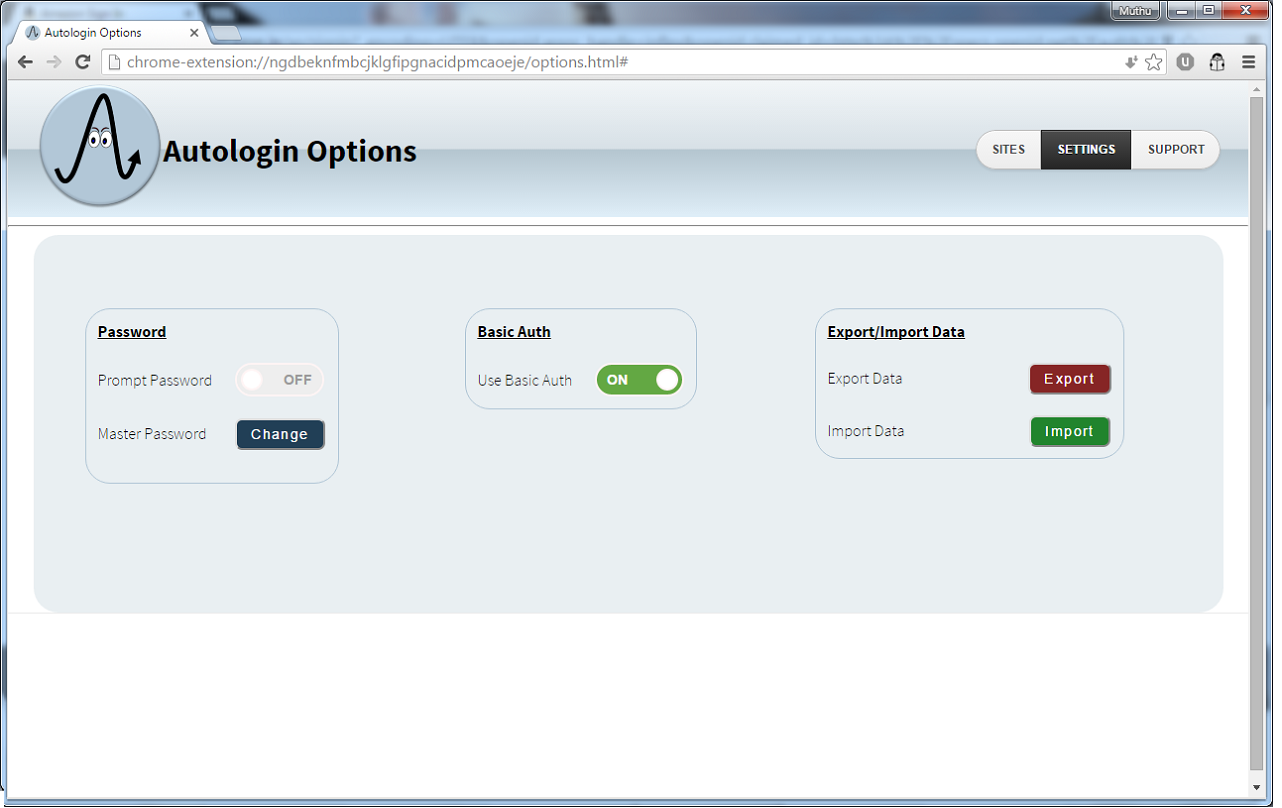 Muthu
Autologin Options
chrome-extension://ngdbeknfmbcjklgfipgnacidpmcaoeje/options.html#
Autologin Options
SITES SETTINGS SUPPORT
Password
Prompt Password OFF
Master Password Change
Basic Auth
Use Basic Auth ON
Export/Import Data
Export Data Export
Import Data Import